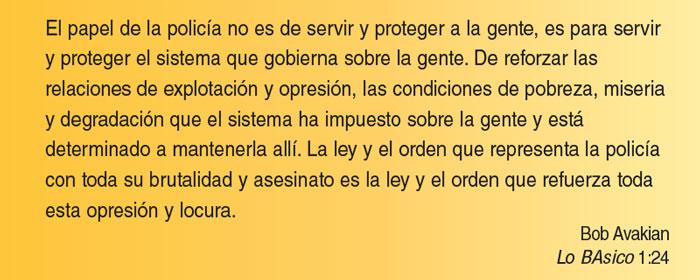 El papel de la policía no es de servir y proteger a la gente, es para servir
y proteger el sistema que gobierna sobre la gente. De reforzar las
relaciones de explotación y opresión, las condiciones de pobreza, miseria
y degradación que el sistema ha impuesto sobre la gente y está
determinado a mantenerla allí. La ley y el orden que representa la policía
con toda su brutalidad y asesinato es la ley y el orden que refuerza toda
esta opresión y locura.
Bob Avakian
Lo BAsico 1:24